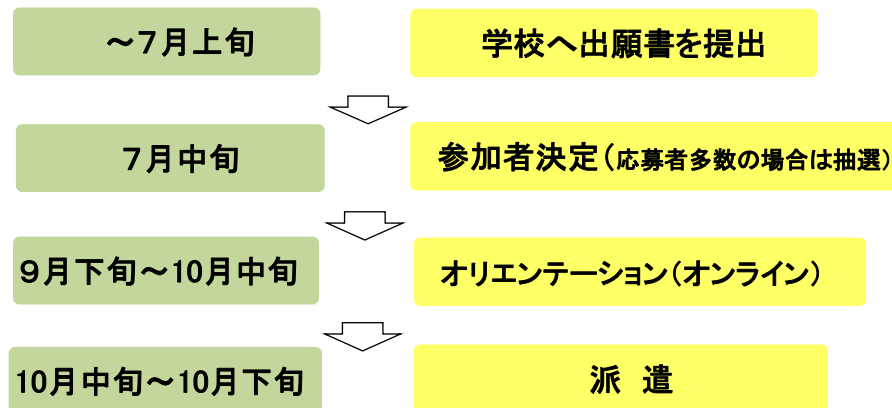 ～７月上旬
学校へ出願書を提出
７月中旬
参加者決定（応募者多数の場合は抽選）
９月下旬～10月中旬
オリエンテーション（オンライン）
10月中旬～10月下旬
派　遣